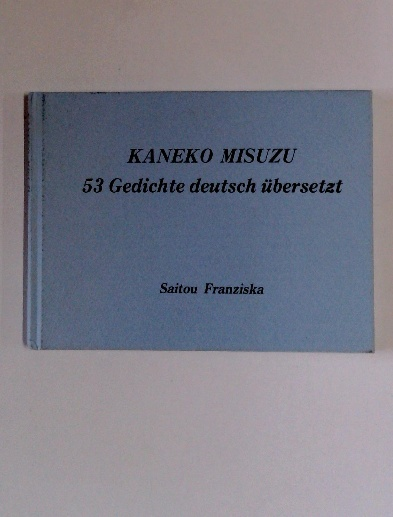 KANEKO MISUZU
53 Gedichte deutsch übersetzt
Saitou Franziska